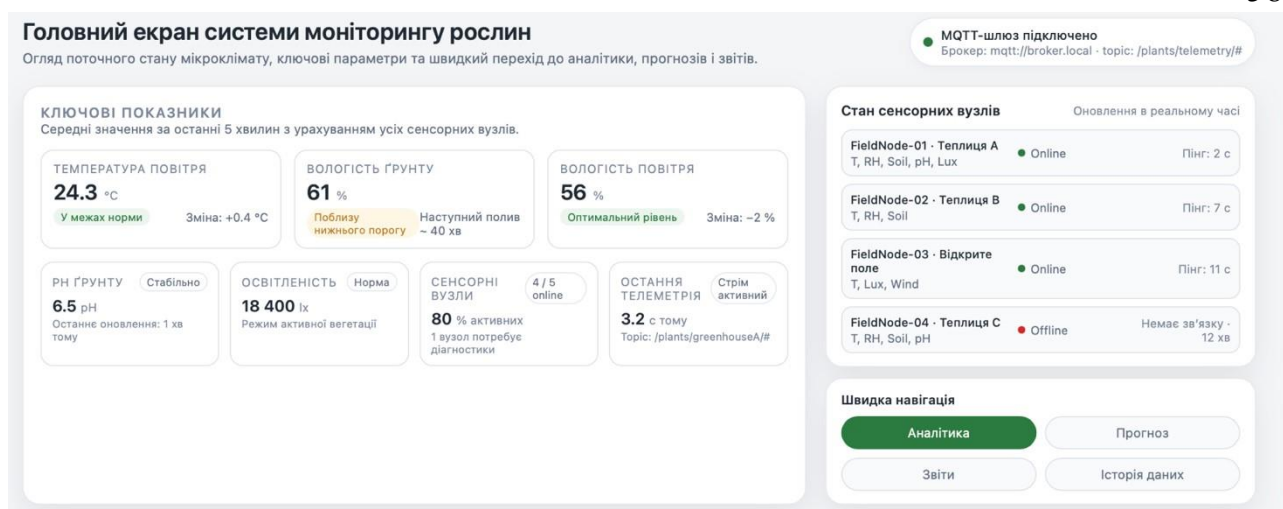 Головний екран системи моніторингу рослин
Огляд поточного стану мікроклімату, ключові параметри та швидкий перехід до аналітики, прогнозів і звітів.
MQTT-шлюз підключено
Брокер: mqtt://broker.local · topic: /plants/telemetry/#
КЛЮЧОВІ ПОКАЗНИКИ
Середні значення за останні 5 хвилин з урахуванням усіх сенсорних вузлів.
ТЕМПЕРАТУРА ПОВІТРЯ
24.3 °C
У межах норми Зміна: +0.4 °C
ВОЛОГІСТЬ ҐРУНТУ
61 %
Поблизу
нижнього порогу
Наступний полив
~ 40 хв
ВОЛОГІСТЬ ПОВІТРЯ
56 %
Оптимальний рівень Зміна: −2 %
PH ҐРУНТУ Стабільно
6.5 pH
Останнє оновлення: 1 хв
тому
ОСВІТЛЕНІСТЬ Норма
18 400 lx
Режим активної вегетації
СЕНСОРНІ
ВУЗЛИ
4 / 5
online
80 % активних
1 вузол потребує
діагностики
ОСТАННЯ
ТЕЛЕМЕТРІЯ
Стрім
активний
3.2 с тому
Topic: /plants/greenhouseA/#
Стан сенсорних вузлів Оновлення в реальному часі
FieldNode-01 · Теплиця A
T, RH, Soil, pH, Lux
Online Пінг: 2 с
FieldNode-02 · Теплиця B
T, RH, Soil
Online Пінг: 7 с
FieldNode-03 · Відкрите
поле
T, Lux, Wind
Online Пінг: 11 с
FieldNode-04 · Теплиця C
T, RH, Soil, pH
Offline
Немає зв'язку ·
12 хв
Швидка навігація
Аналітика Прогноз
Звіти Історія даних